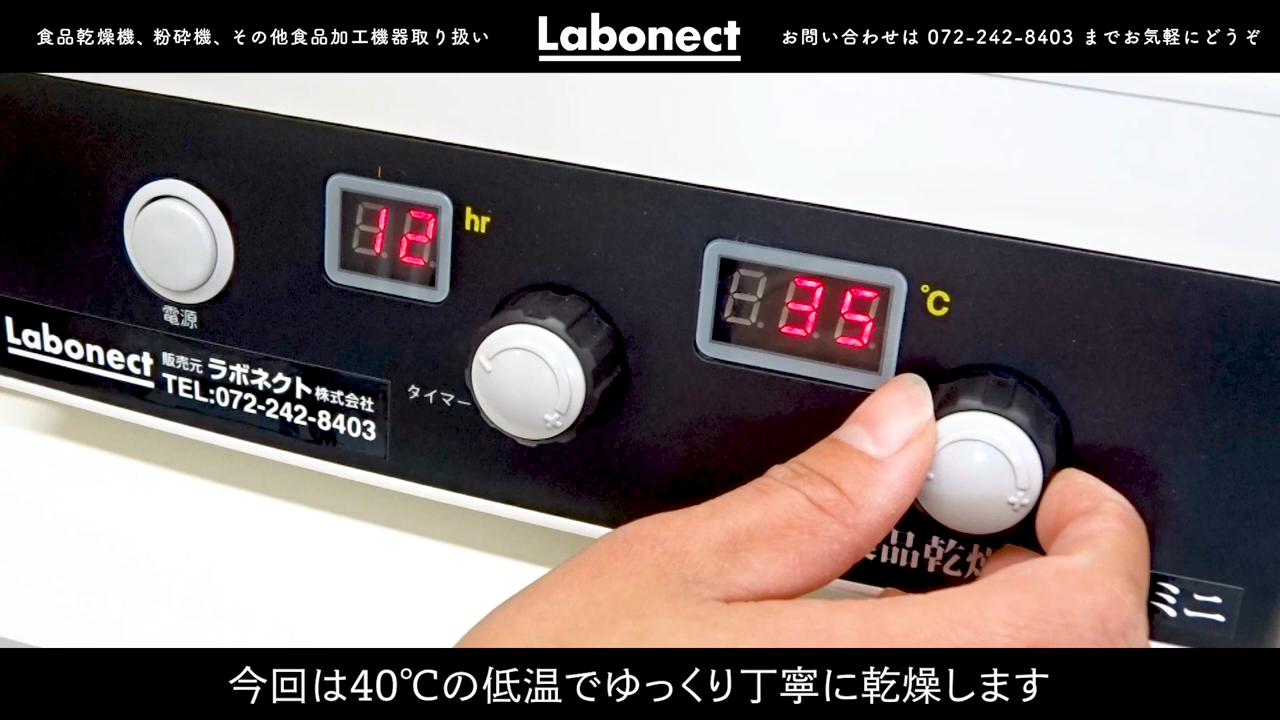 食品乾燥機、粉砕機、その他食品加工機器取り扱い
Labonect
お問い合わせは 072-242-8403 までお気軽にどうぞ
12 hr
35 ℃
電源
Labonect 販売元 ラボネクト株式会社
TEL:072-242-8403
タイマー
品乾
ミニ
今回は40℃の低温でゆっくり丁寧に乾燥します